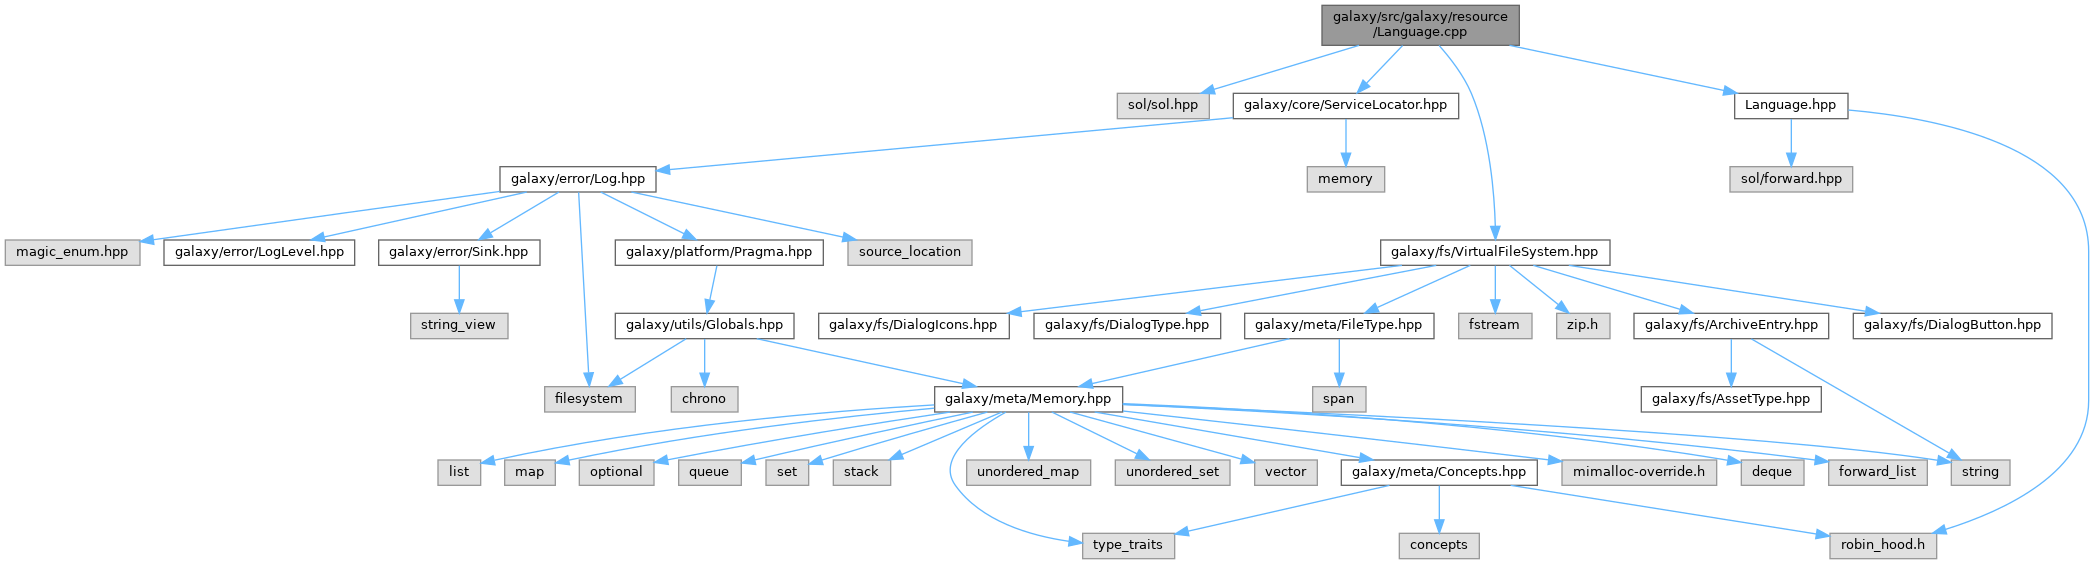 galaxy/src/galaxy/resource
/Language.cpp
sol/sol.hpp
galaxy/core/ServiceLocator.hpp
Language.hpp
galaxy/error/Log.hpp
memory
sol/forward.hpp
magic_enum.hpp
galaxy/error/LogLevel.hpp
galaxy/error/Sink.hpp
galaxy/platform/Pragma.hpp
source_location
galaxy/fs/VirtualFileSystem.hpp
string_view
galaxy/utils/Globals.hpp
galaxy/fs/DialogIcons.hpp
galaxy/fs/DialogType.hpp
galaxy/meta/FileType.hpp
fstream
zip.h
galaxy/fs/ArchiveEntry.hpp
galaxy/fs/DialogButton.hpp
filesystem
chrono
galaxy/meta/Memory.hpp
span
galaxy/fs/AssetType.hpp
list
map
optional
queue
set
stack
unordered_map
unordered_set
vector
galaxy/meta/Concepts.hpp
mimalloc-override.h
deque
forward_list
string
type_traits
concepts
robin_hood.h